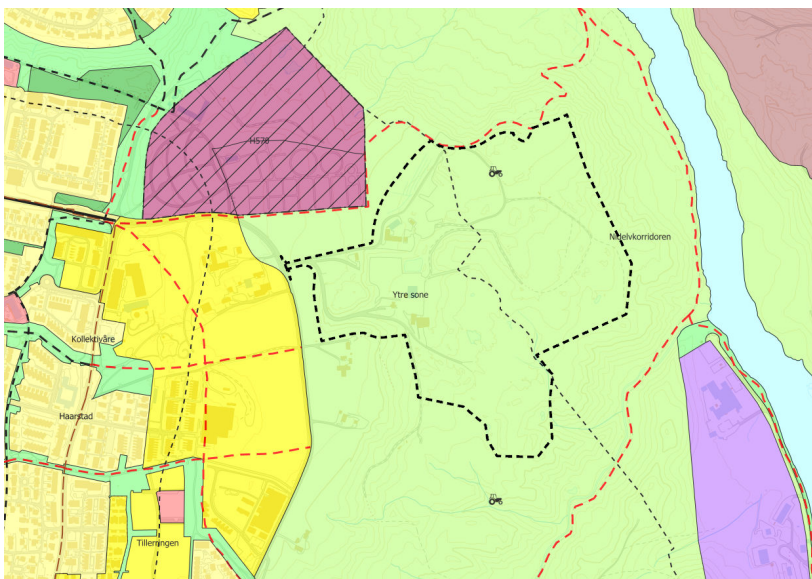 H570
Nidelvkorridoren
Ytre sone
Kollektivåre
Haarstad
Tillerringen